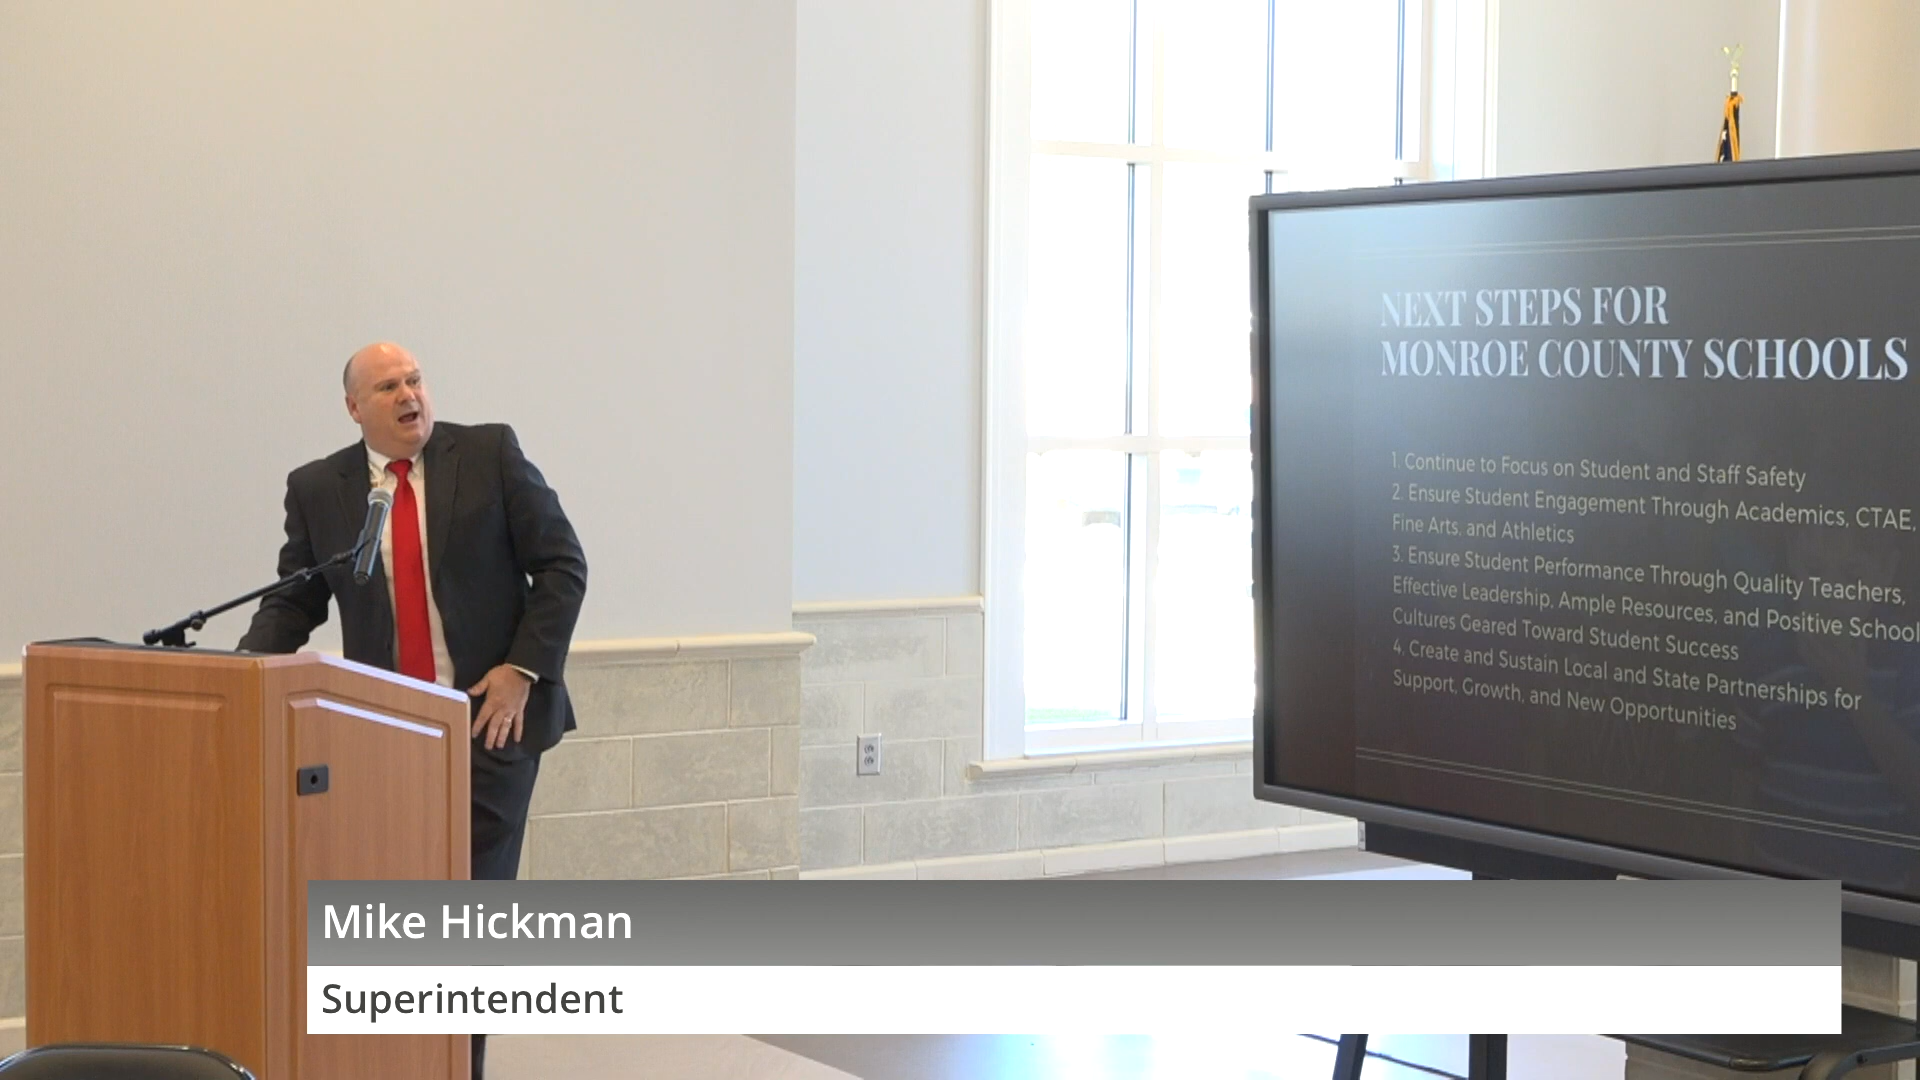 NEXT STEPS FOR
MONROE COUNTY SCHOOLS
1. Continue to Focus on Student and Staff Safety
2. Ensure Student Engagement Through Academics, CTAE,
Fine Arts, and Athletics
3. Ensure Student Performance Through Quality Teachers,
Effective Leadership, Ample Resources, and Positive School
Cultures Geared Toward Student Success
4. Create and Sustain Local and State Partnerships for
Support, Growth, and New Opportunities
Mike Hickman
Superintendent